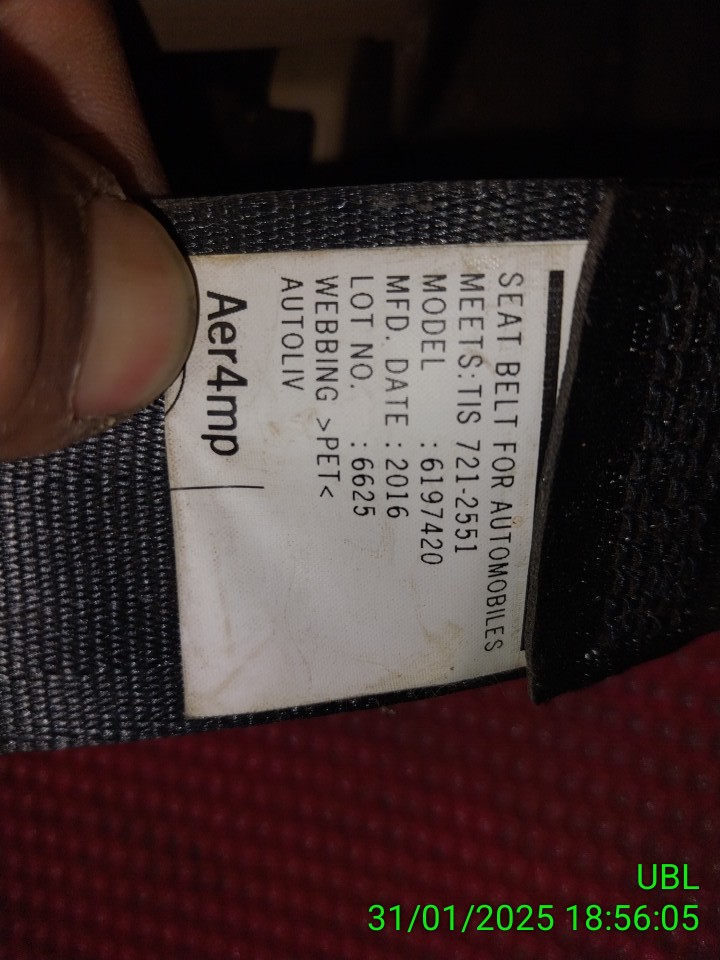 SEAT BELT FOR AUTOMOBILES
MEETS:TIS 721-2551
MODEL :6197420
MFD. DATE :2016
LOT NO. :6625
WEBBING >PET<
AUTOLIV
Aer4mp
UBL
31/01/2025 18:56:05